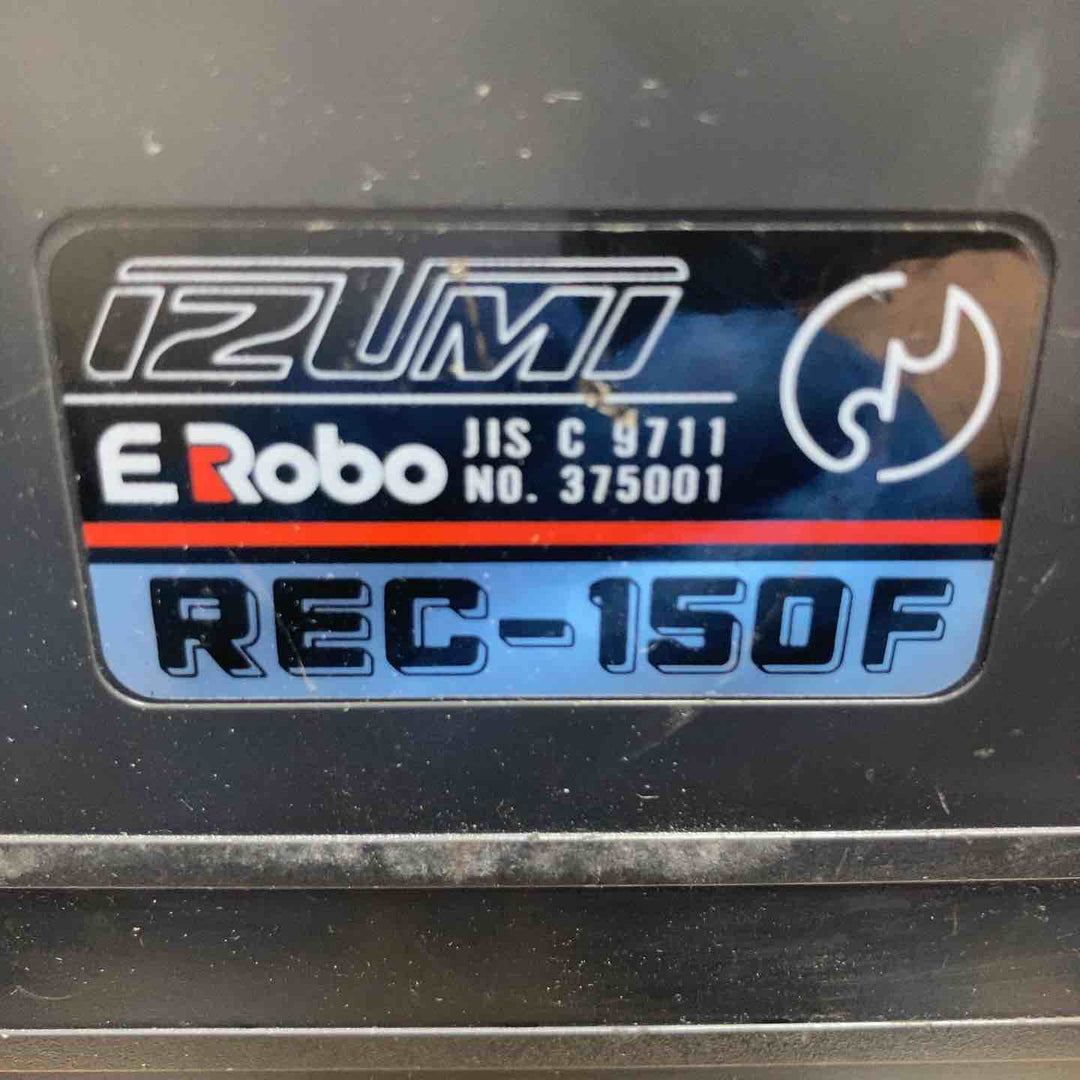 IZUMI
E Robo JIS C 9711
NO. 375001
REC-150F